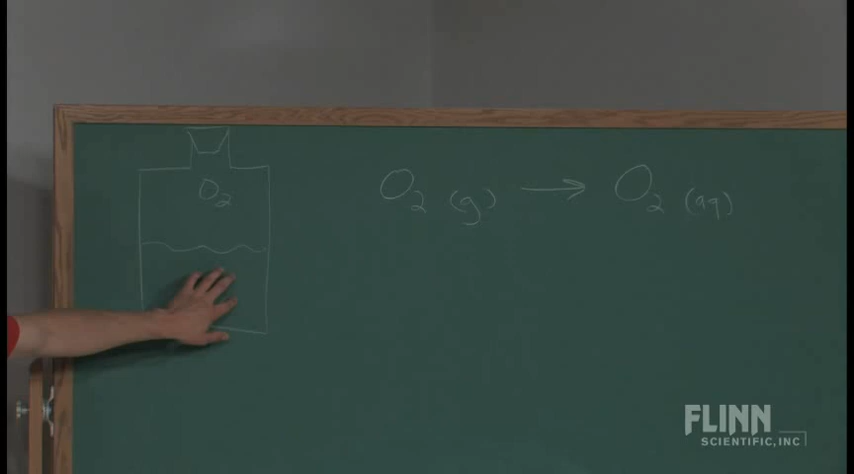 O₂
O₂ (g) → O₂ (aq)
FLINN
SCIENTIFIC, INC